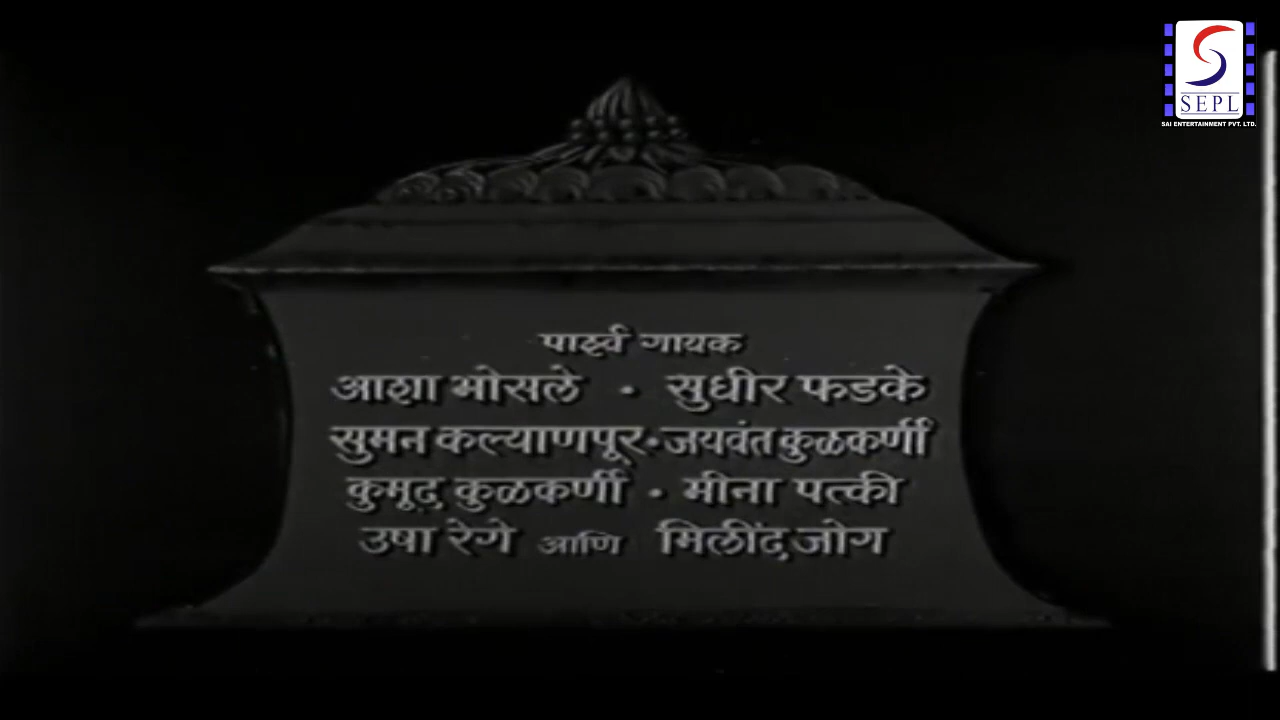 SEPL
SAI ENTERTAINMENT PVT. LTD.
पार्श्व गायक
आशा भोसले • सुधीर फडके
सुमन कल्याणपूर • जयवंत कुळकर्णी
कुमूद कुळकर्णी • मीना पत्की
उषा रेगे आणि मिलींद जोग